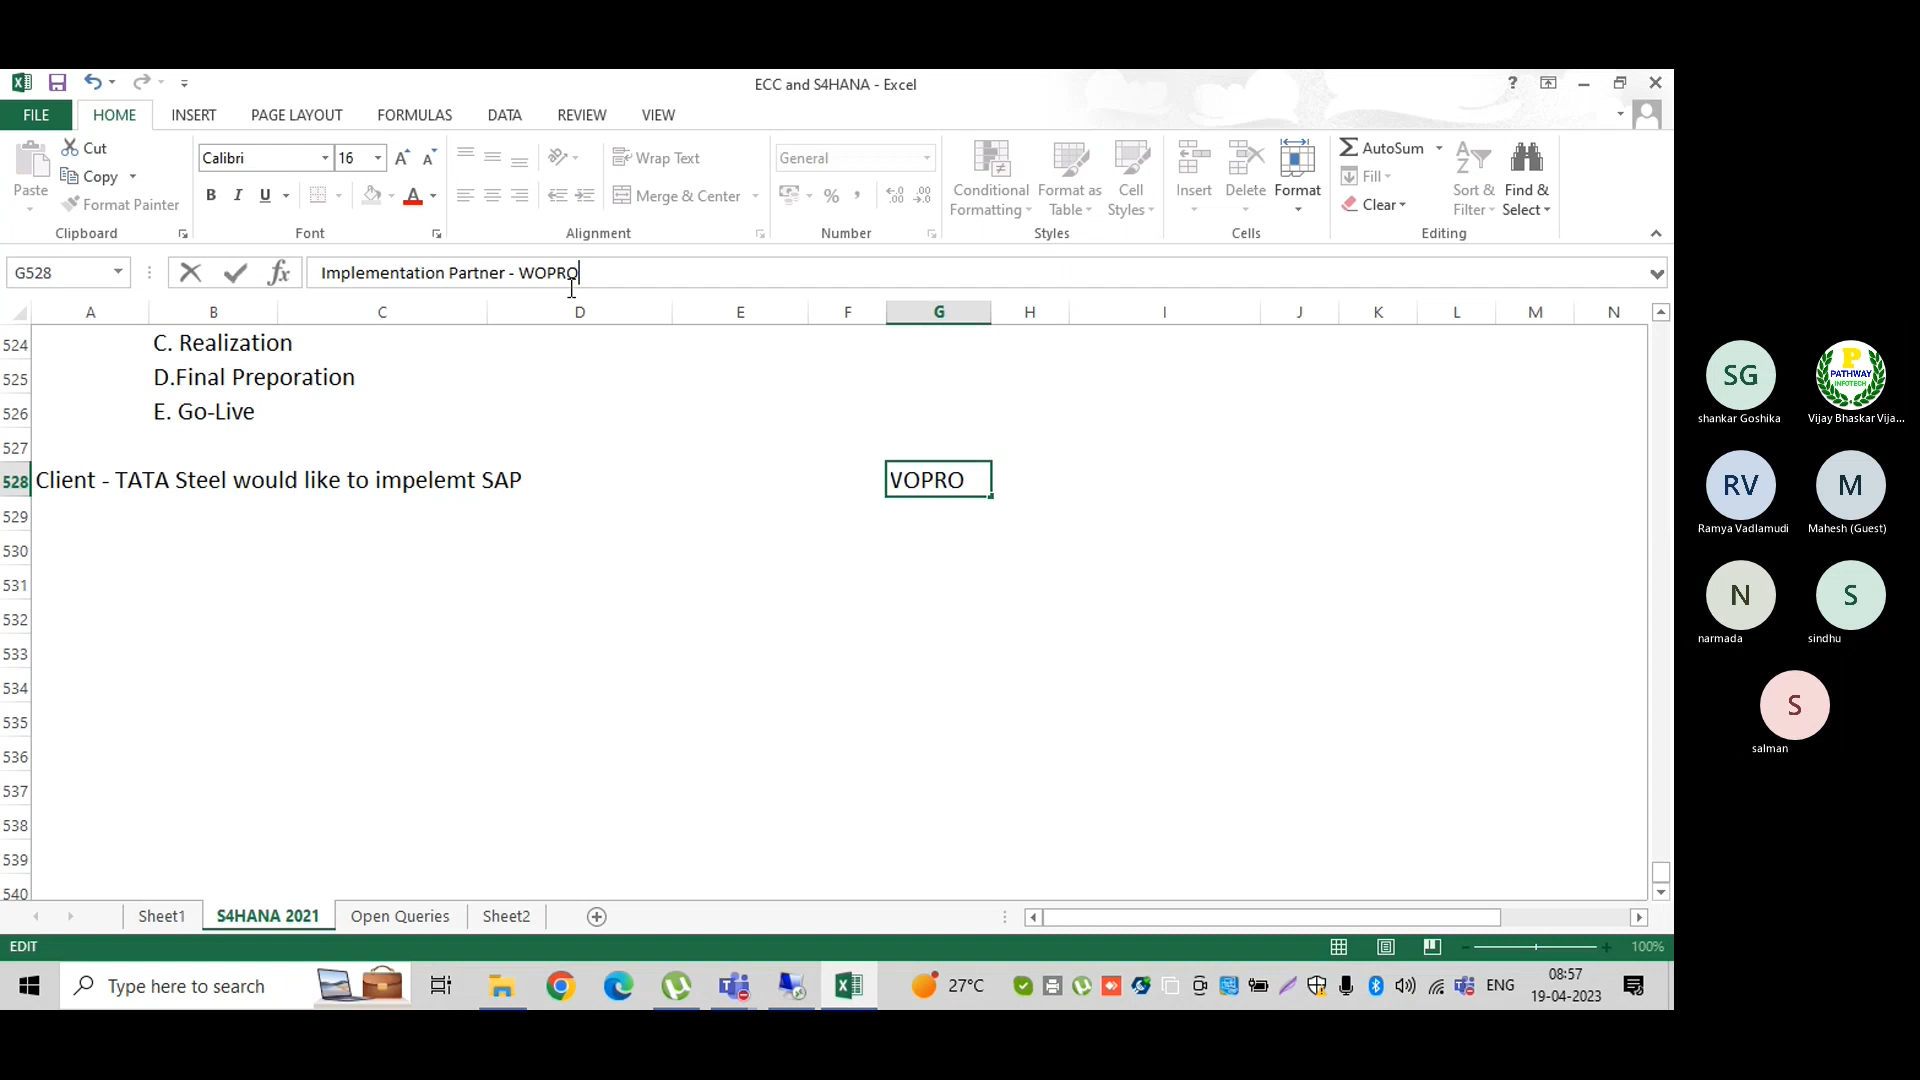 ECC and S4HANA - Excel
?
FILE
HOME
INSERT
PAGE LAYOUT
FORMULAS
DATA
REVIEW
VIEW
Paste
Cut
Copy
Format Painter
Clipboard
Calibri
16
B I U
Font
Wrap Text
Merge & Center
Alignment
General
%
Number
Conditional Formatting
Format as Table
Cell Styles
Styles
Insert
Delete
Format
Cells
AutoSum
Fill
Clear
Sort & Filter
Find & Select
Editing
G528
fx
Implementation Partner - WOPRO
A B C D E F G H I J K L M N
524 C. Realization
525 D.Final Preporation
526 E. Go-Live
527
528 Client - TATA Steel would like to impelemt SAP VOPRO
529
530
531
532
533
534
535
536
537
538
539
540
Sheet1
S4HANA 2021
Open Queries
Sheet2
EDIT
100%
Type here to search
27°C
ENG
08:57
19-04-2023
SG
shankar Goshika
P
PATHWAY
INFOTECH
Vijay Bhaskar Vija...
RV
Ramya Vadlamudi
M
Mahesh (Guest)
N
narmada
S
sindhu
S
salman